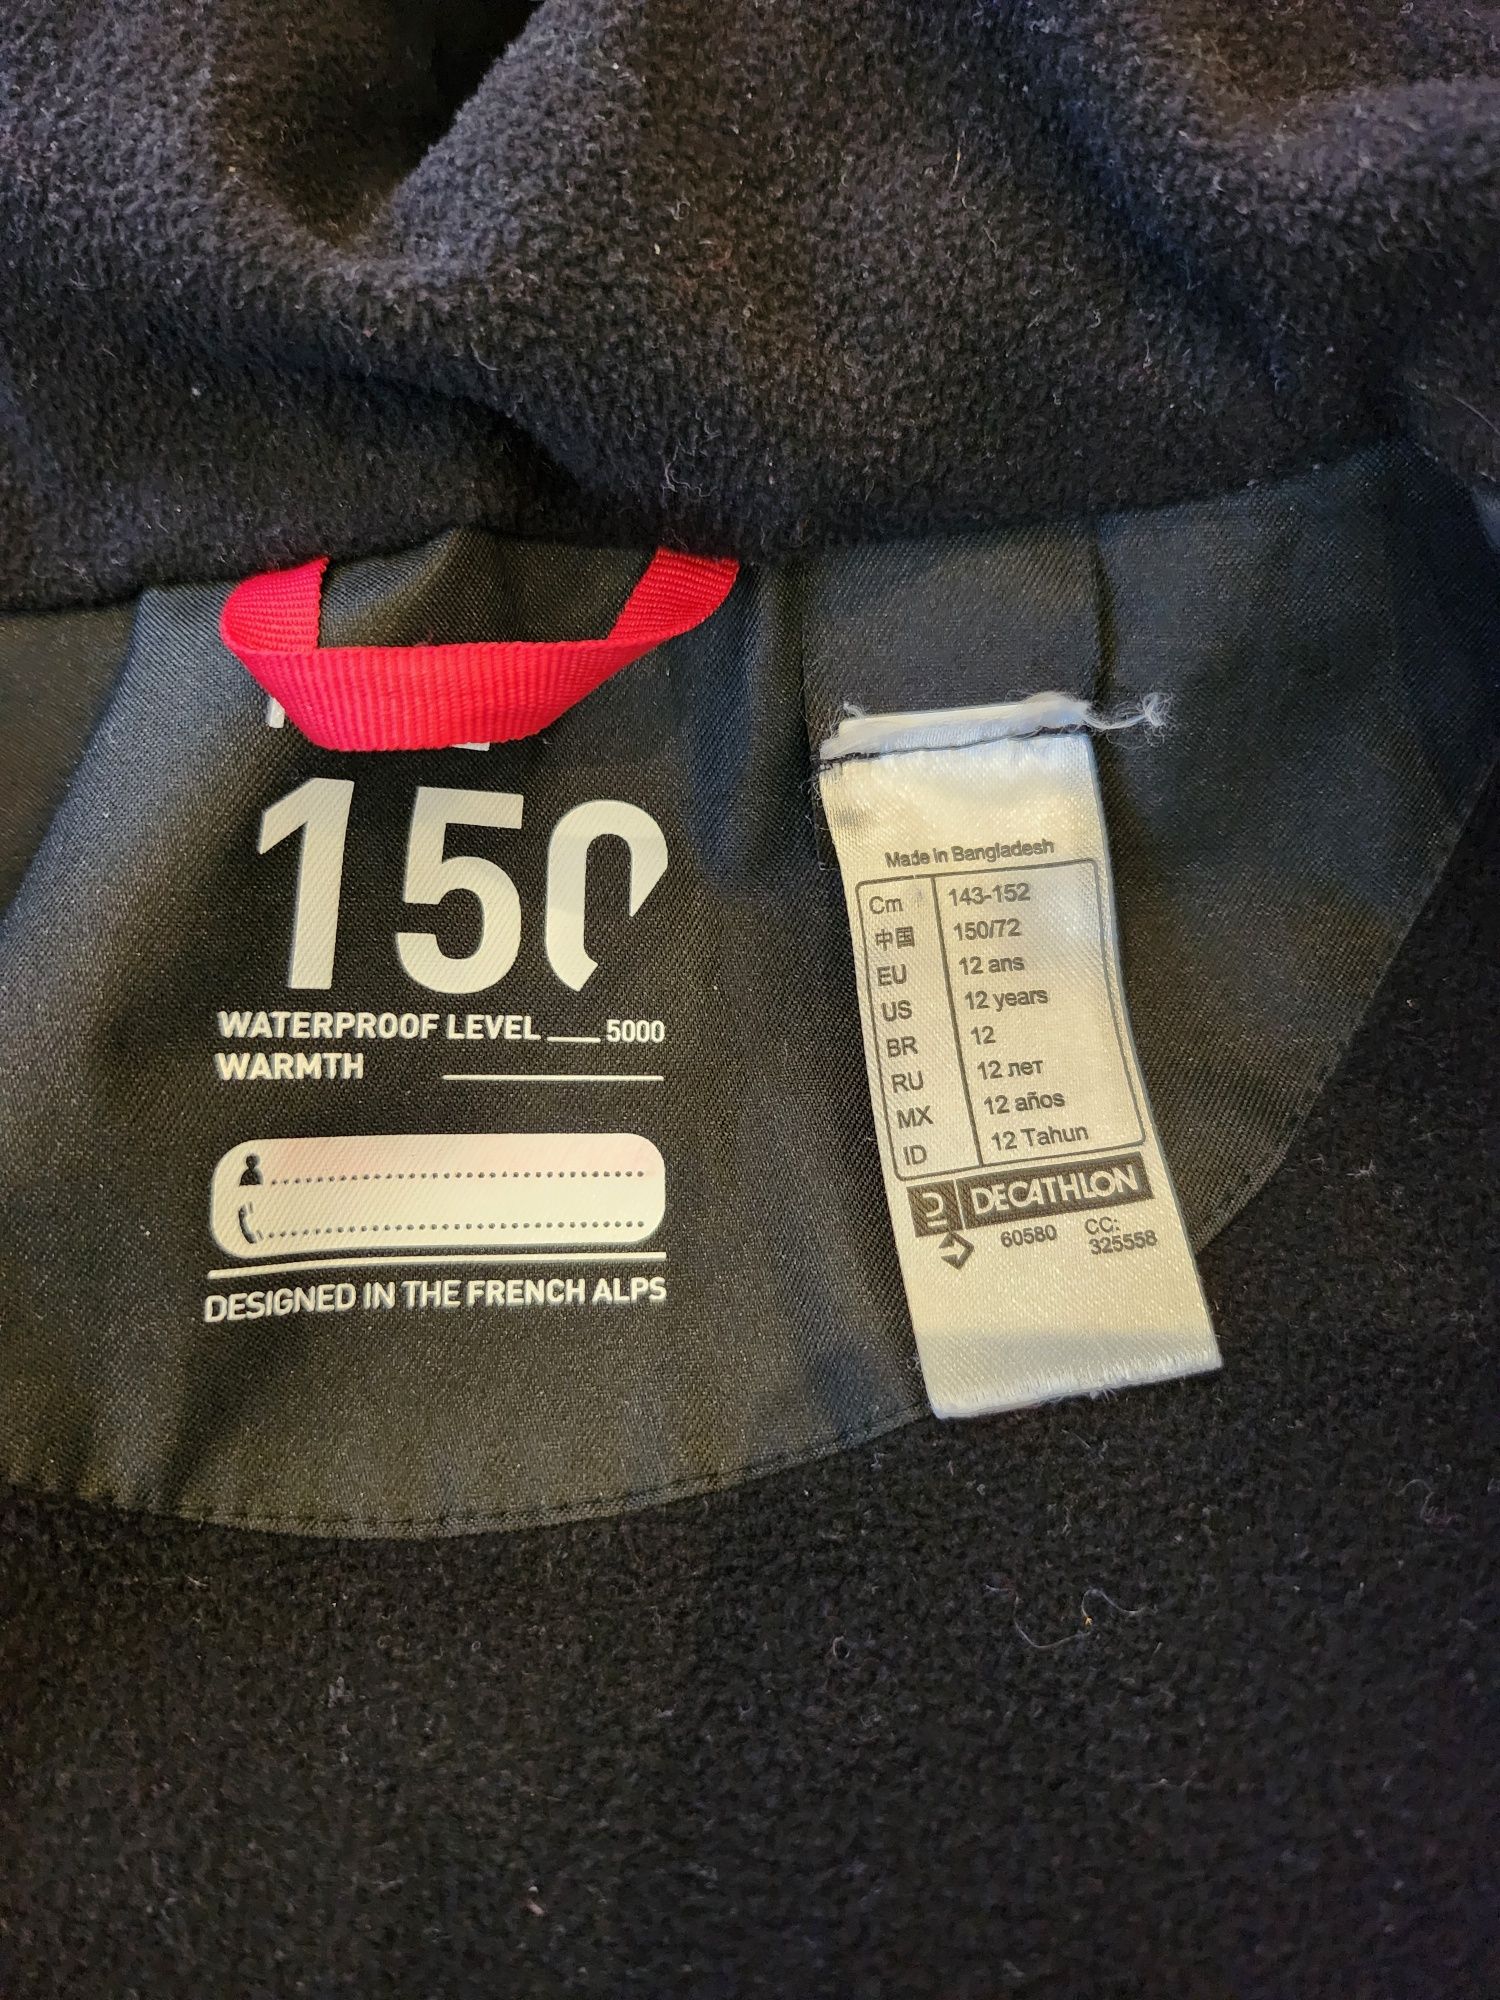 150
WATERPROOF LEVEL 5000
WARMTH
DESIGNED IN THE FRENCH ALPS
Made in Bangladesh
Cm 143-152
中国 150/72
EU 12 ans
US 12 years
BR 12
RU 12 лет
MX 12 años
ID 12 Tahun
DECATHLON
60580 CC: 325558